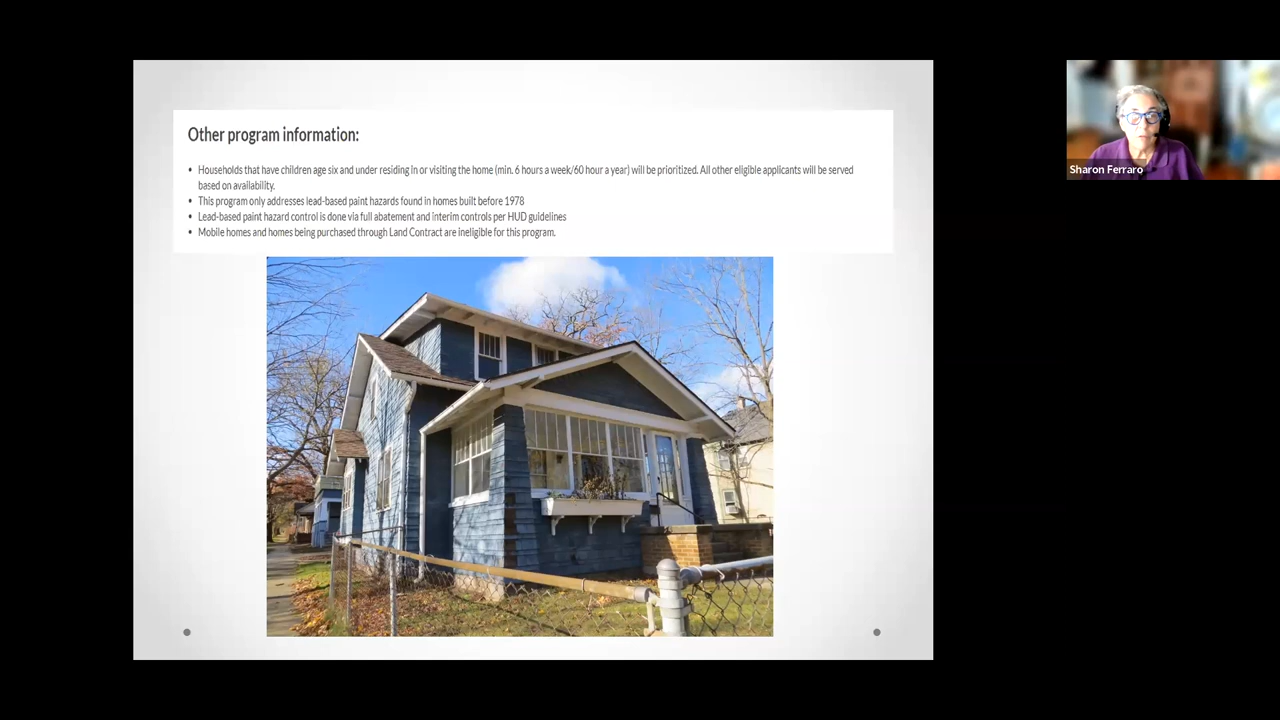 Other program information:
• Households that have children age six and under residing in or visiting the home (min. 6 hours a week/60 hour a year) will be prioritized. All other eligible applicants will be served
based on availability.
• This program only addresses lead-based paint hazards found in homes built before 1978
• Lead-based paint hazard control is done via full abatement and interim controls per HUD guidelines
• Mobile homes and homes being purchased through Land Contract are ineligible for this program.
Sharon Ferraro